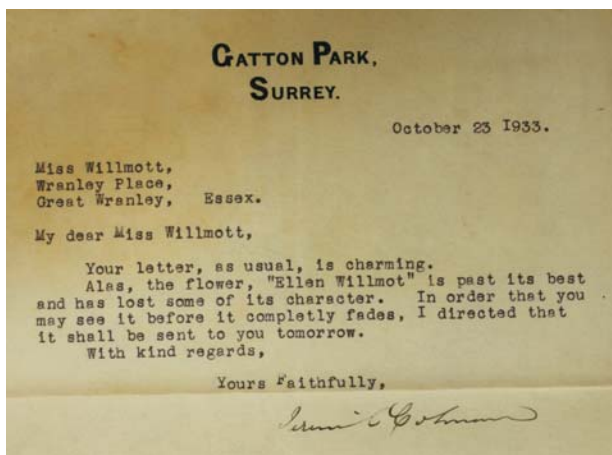 GATTON PARK,
SURREY.
October 23 1933.
Miss Willmott,
Wranley Place,
Great Wranley, Essex.
My dear Miss Willmott,
Your letter, as usual, is charming.
Alas, the flower, "Ellen Willmot" is past its best
and has lost some of its character. In order that you
may see it before it completly fades, I directed that
it shall be sent to you tomorrow.
With kind regards,
Yours Faithfully,
Jeremiah Colman